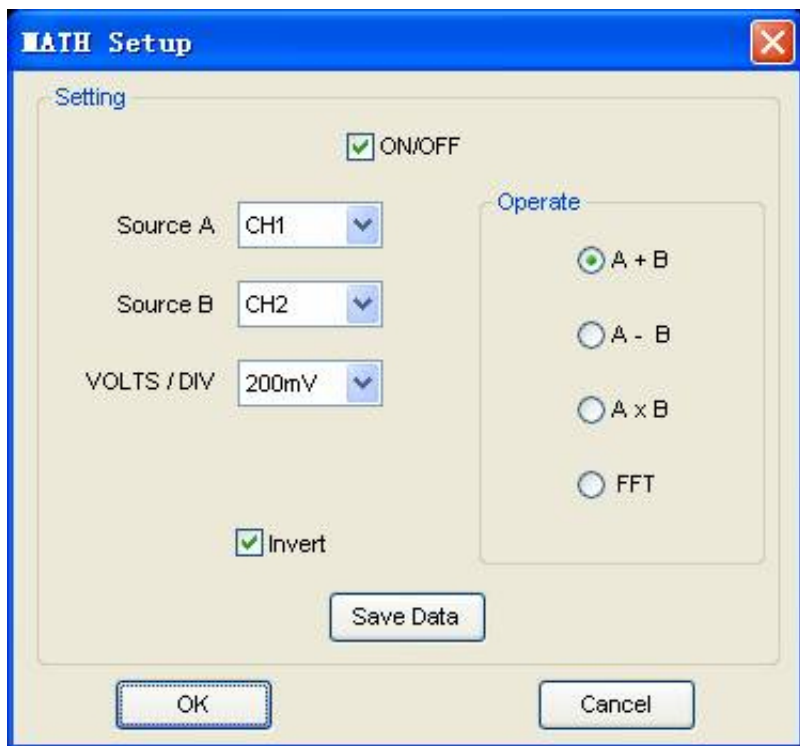 MATH Setup
Setting
ON/OFF
Source A CH1
Source B CH2
VOLTS / DIV 200mV
Invert
Operate
A + B
A - B
A x B
FFT
Save Data
OK Cancel